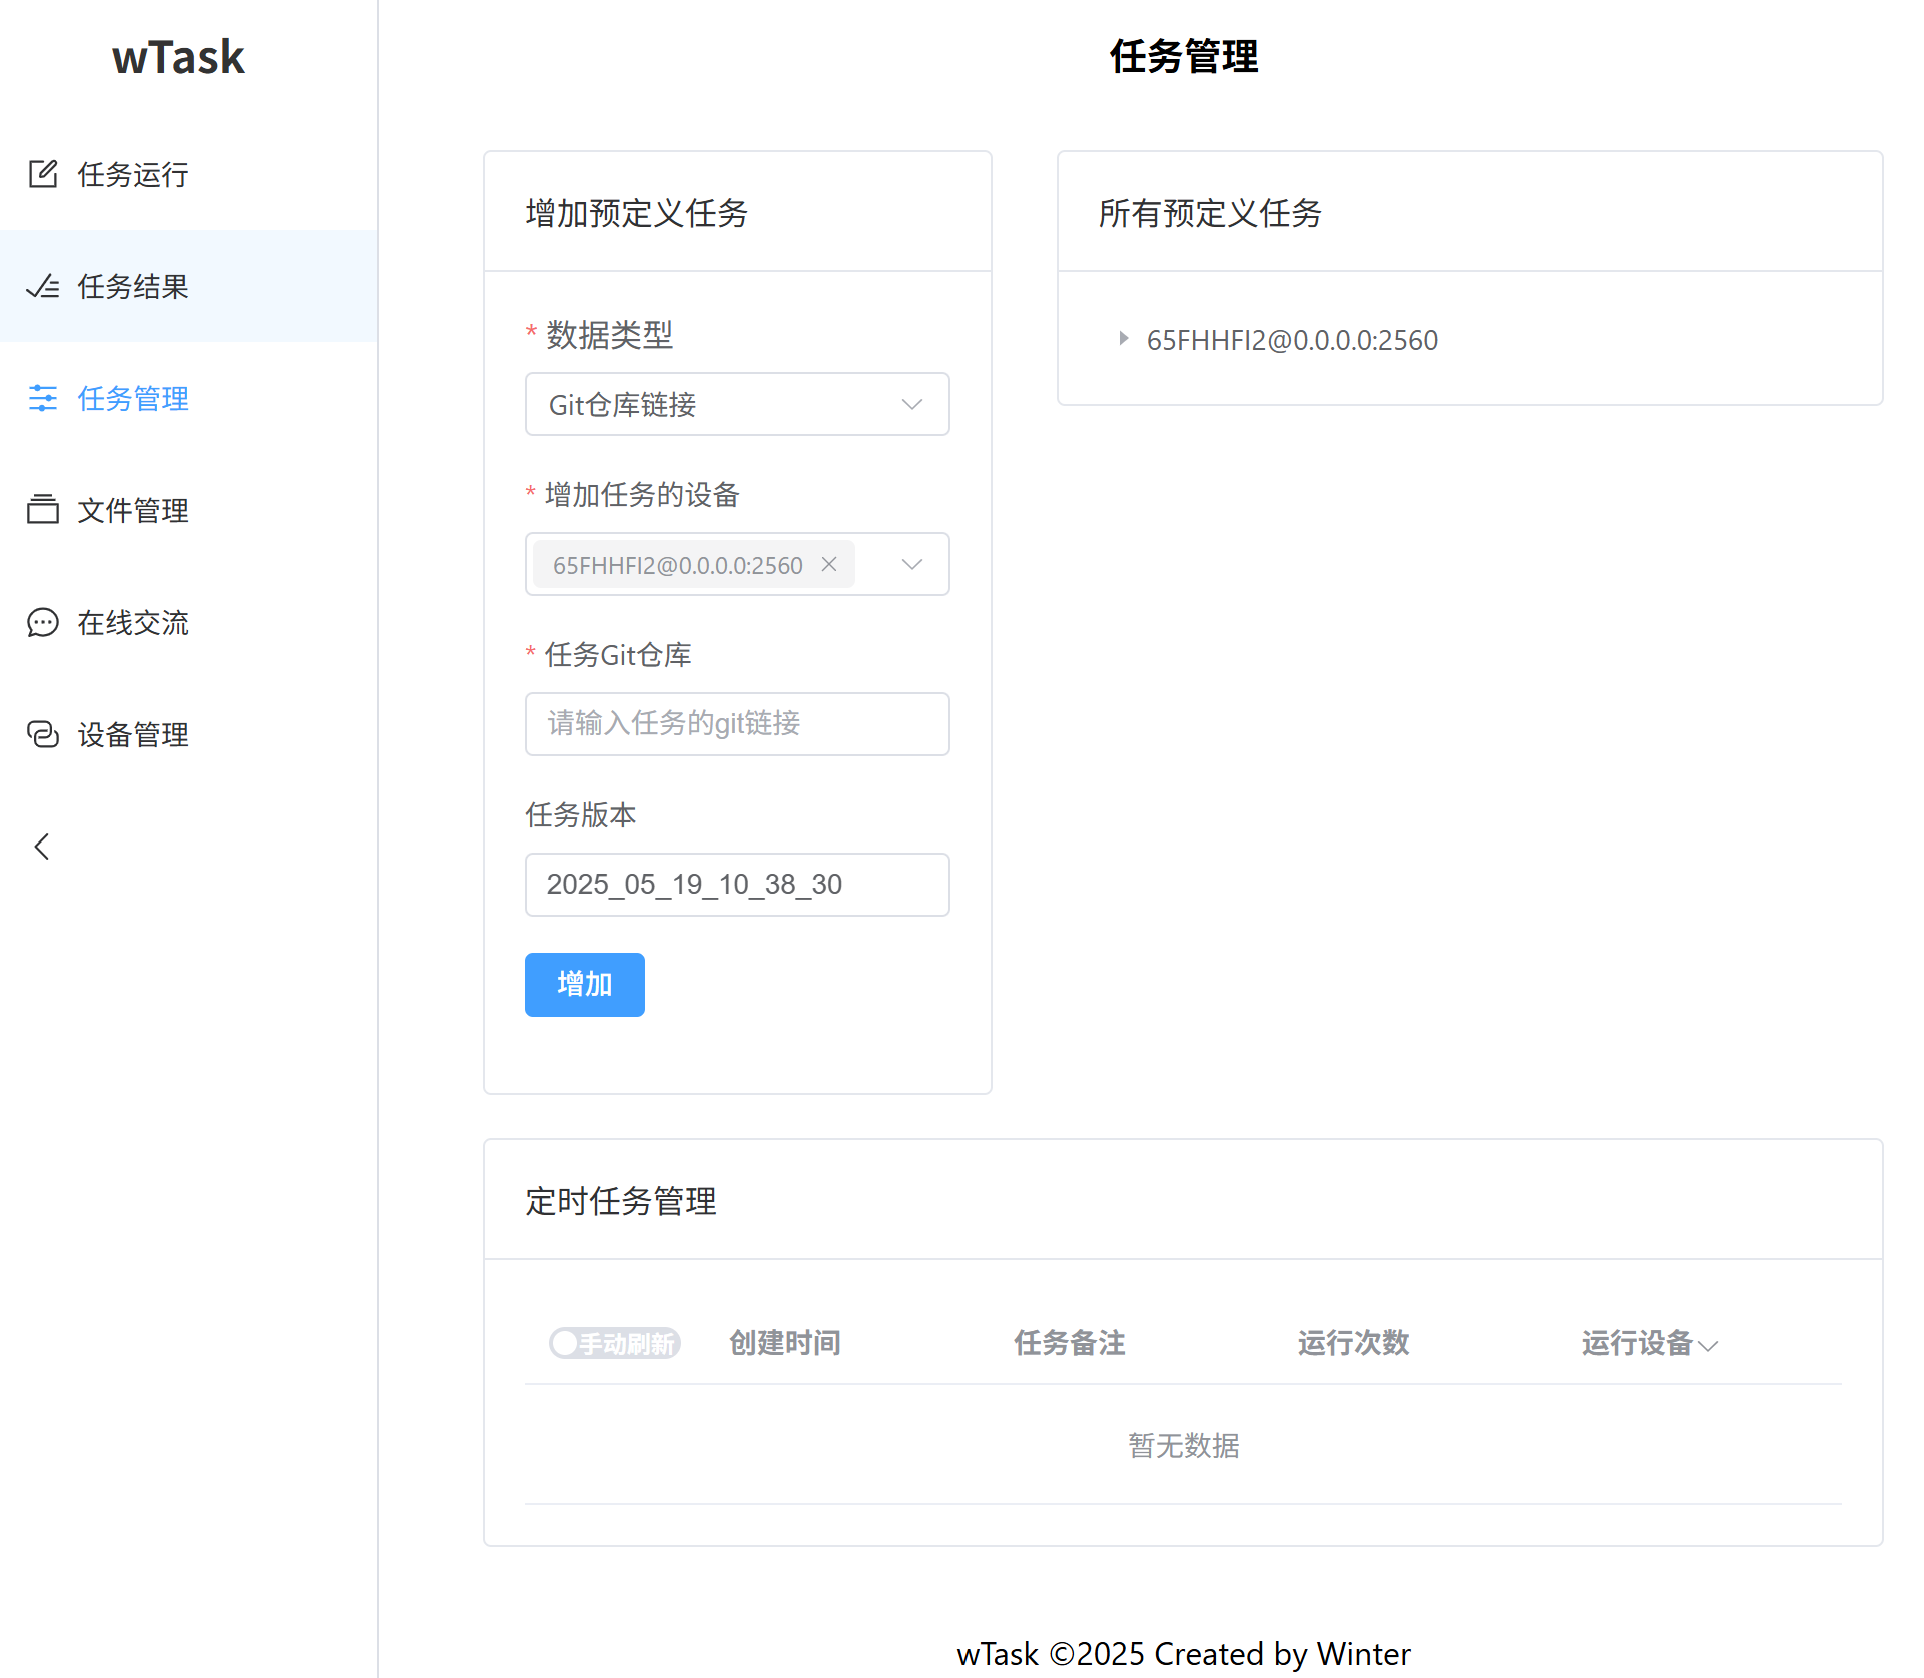 wTask
任务运行
任务结果
任务管理
文件管理
在线交流
设备管理
任务管理
增加预定义任务
* 数据类型
Git仓库链接
* 增加任务的设备
65FHHFI2@0.0.0.0:2560
* 任务Git仓库
请输入任务的git链接
任务版本
2025_05_19_10_38_30
增加
所有预定义任务
65FHHFI2@0.0.0.0:2560
定时任务管理
手动刷新 创建时间 任务备注 运行次数 运行设备
暂无数据
wTask ©2025 Created by Winter